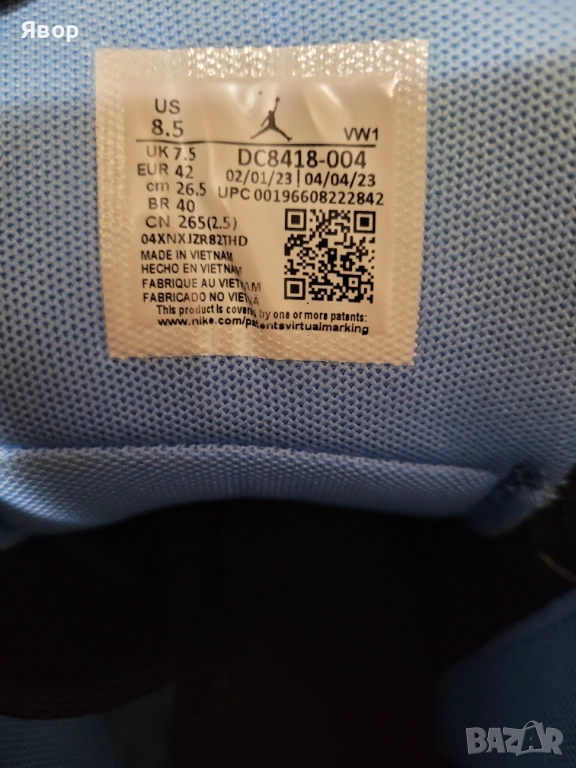 Явор
US
8.5
VW1
UK 7.5
DC8418-004
EUR 42
02/01/23 | 04/04/23
cm 26.5
UPC 00196608222842
BR 40
CN 265(2.5)
04XNXJZR82THD
MADE IN VIETNAM
HECHO EN VIETNAM
FABRIQUE AU VIETNAM
FABRICADO NO VIETNÃ
This product is covered by one or more patents:
www.nike.com/patentsvirtualmarking
BAZAR